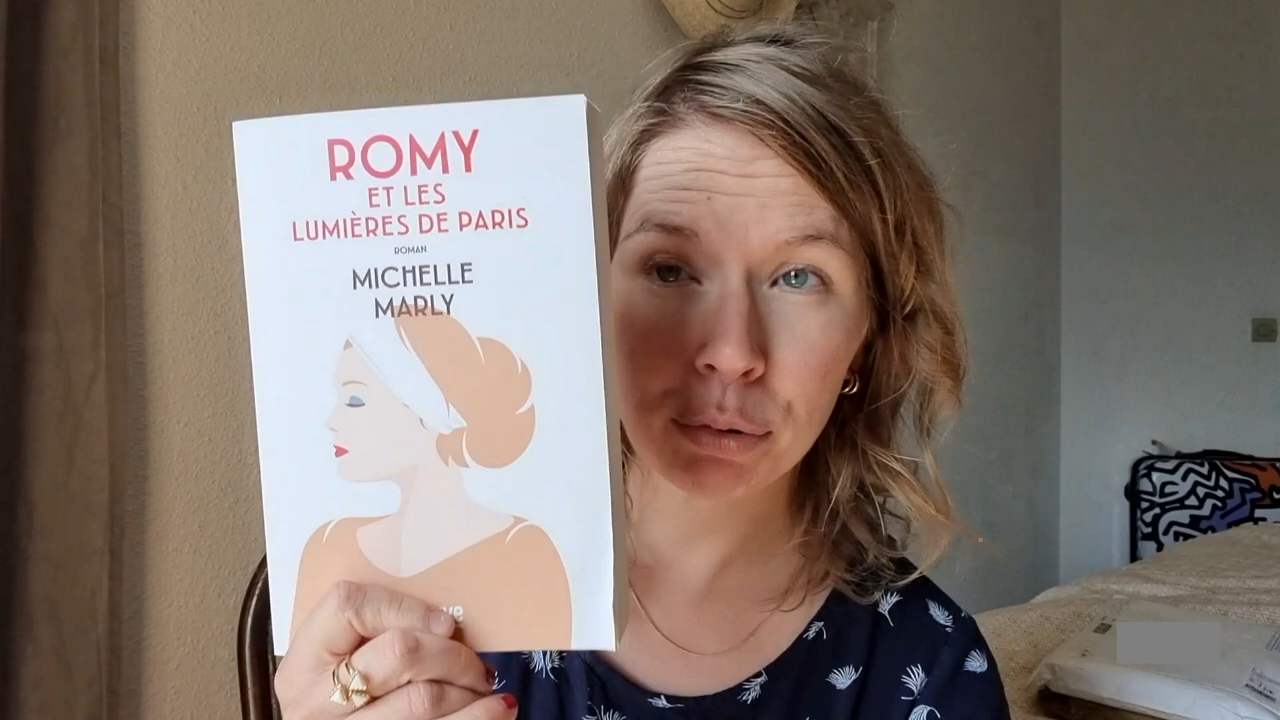 ROMY
ET LES
LUMIÈRES DE PARIS
ROMAN
MICHELLE
MARLY